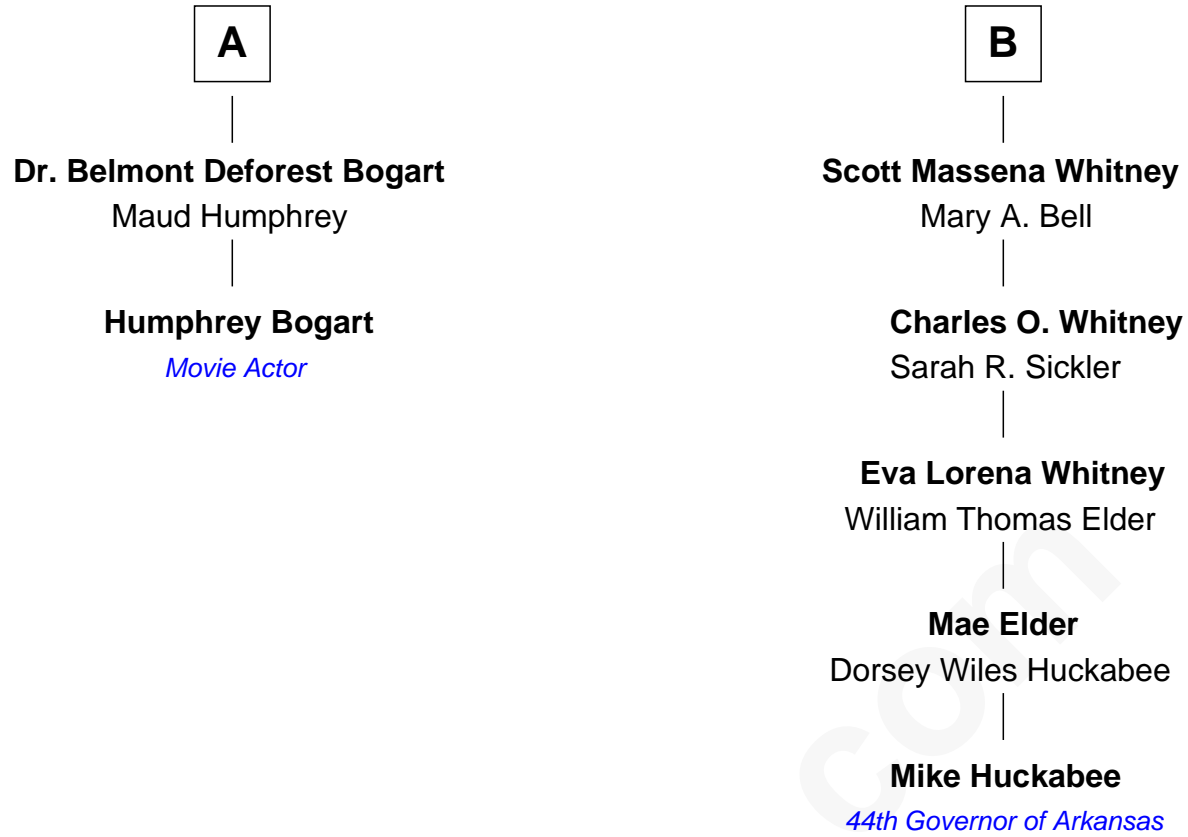 A
Dr. Belmont Deforest Bogart
Maud Humphrey
Humphrey Bogart
Movie Actor
B
Scott Massena Whitney
Mary A. Bell
Charles O. Whitney
Sarah R. Sickler
Eva Lorena Whitney
William Thomas Elder
Mae Elder
Dorsey Wiles Huckabee
Mike Huckabee
44th Governor of Arkansas
com